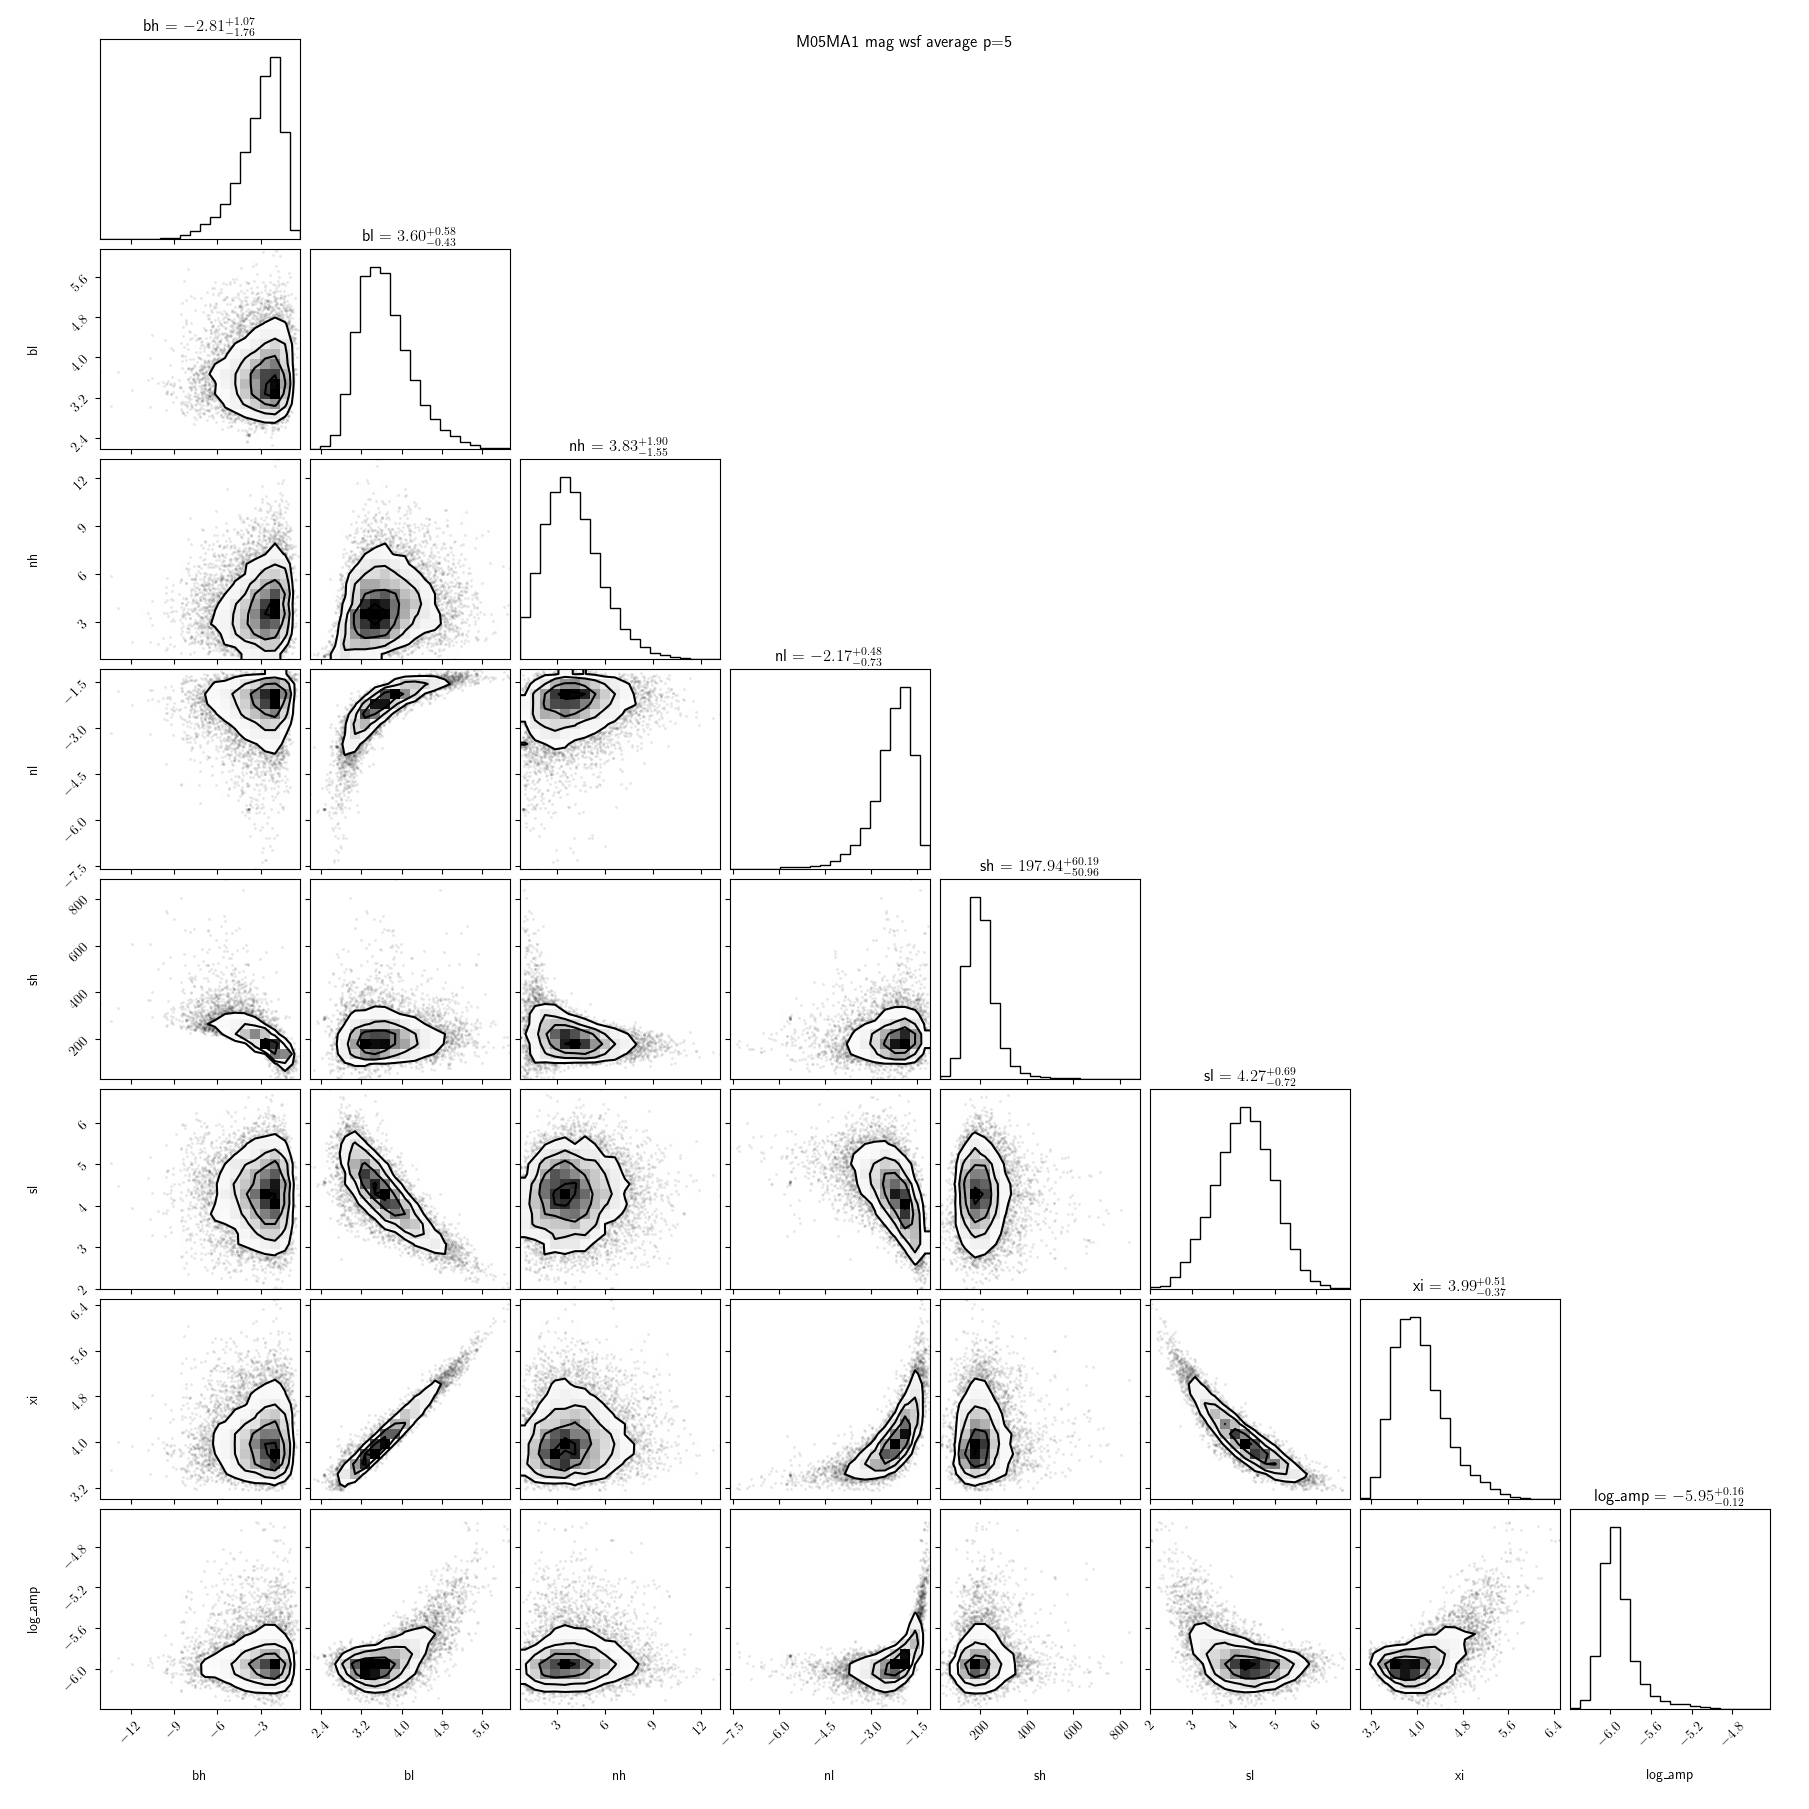 bh = −2.81+1.07−1.76
M05MA1 mag wsf average p=5
bl = 3.60+0.58−0.43
5.6
4.8
4.0
3.2
2.4
bl
nh = 3.83+1.90−1.55
12
9
6
3
nh
nl = −2.17+0.48−0.73
−1.5
−3.0
−4.5
−6.0
−7.5
nl
sh = 197.94+60.19−50.96
800
600
400
200
sh
sl = 4.27+0.69−0.72
6
5
4
3
2
sl
xi = 3.99+0.51−0.37
6.4
5.6
4.8
4.0
3.2
xi
log_amp = −5.95+0.16−0.12
−4.8
−5.2
−5.6
−6.0
log_amp
−12 −9 −6 −3 2.4 3.2 4.0 4.8 5.6 3 6 9 12 −7.5 −6.0 −4.5 −3.0 −1.5 200 400 600 800 2 3 4 5 6 3.2 4.0 4.8 5.6 6.4 −6.0 −5.6 −5.2 −4.8
bh bl nh nl sh sl xi log_amp